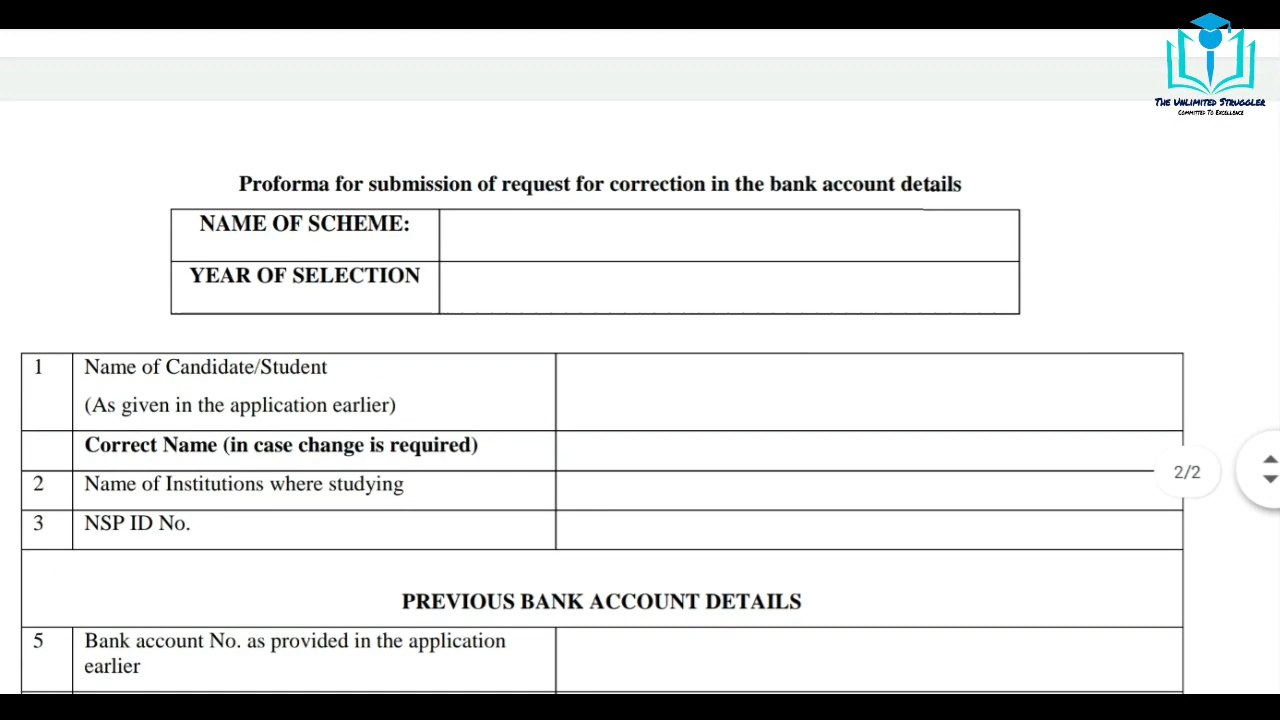 THE UNLIMITED STRUGGLER
COMMITTED TO EXCELLENCE
Proforma for submission of request for correction in the bank account details
NAME OF SCHEME:
YEAR OF SELECTION
1 Name of Candidate/Student
(As given in the application earlier)
Correct Name (in case change is required)
2 Name of Institutions where studying
2/2
3 NSP ID No.
PREVIOUS BANK ACCOUNT DETAILS
5 Bank account No. as provided in the application
earlier